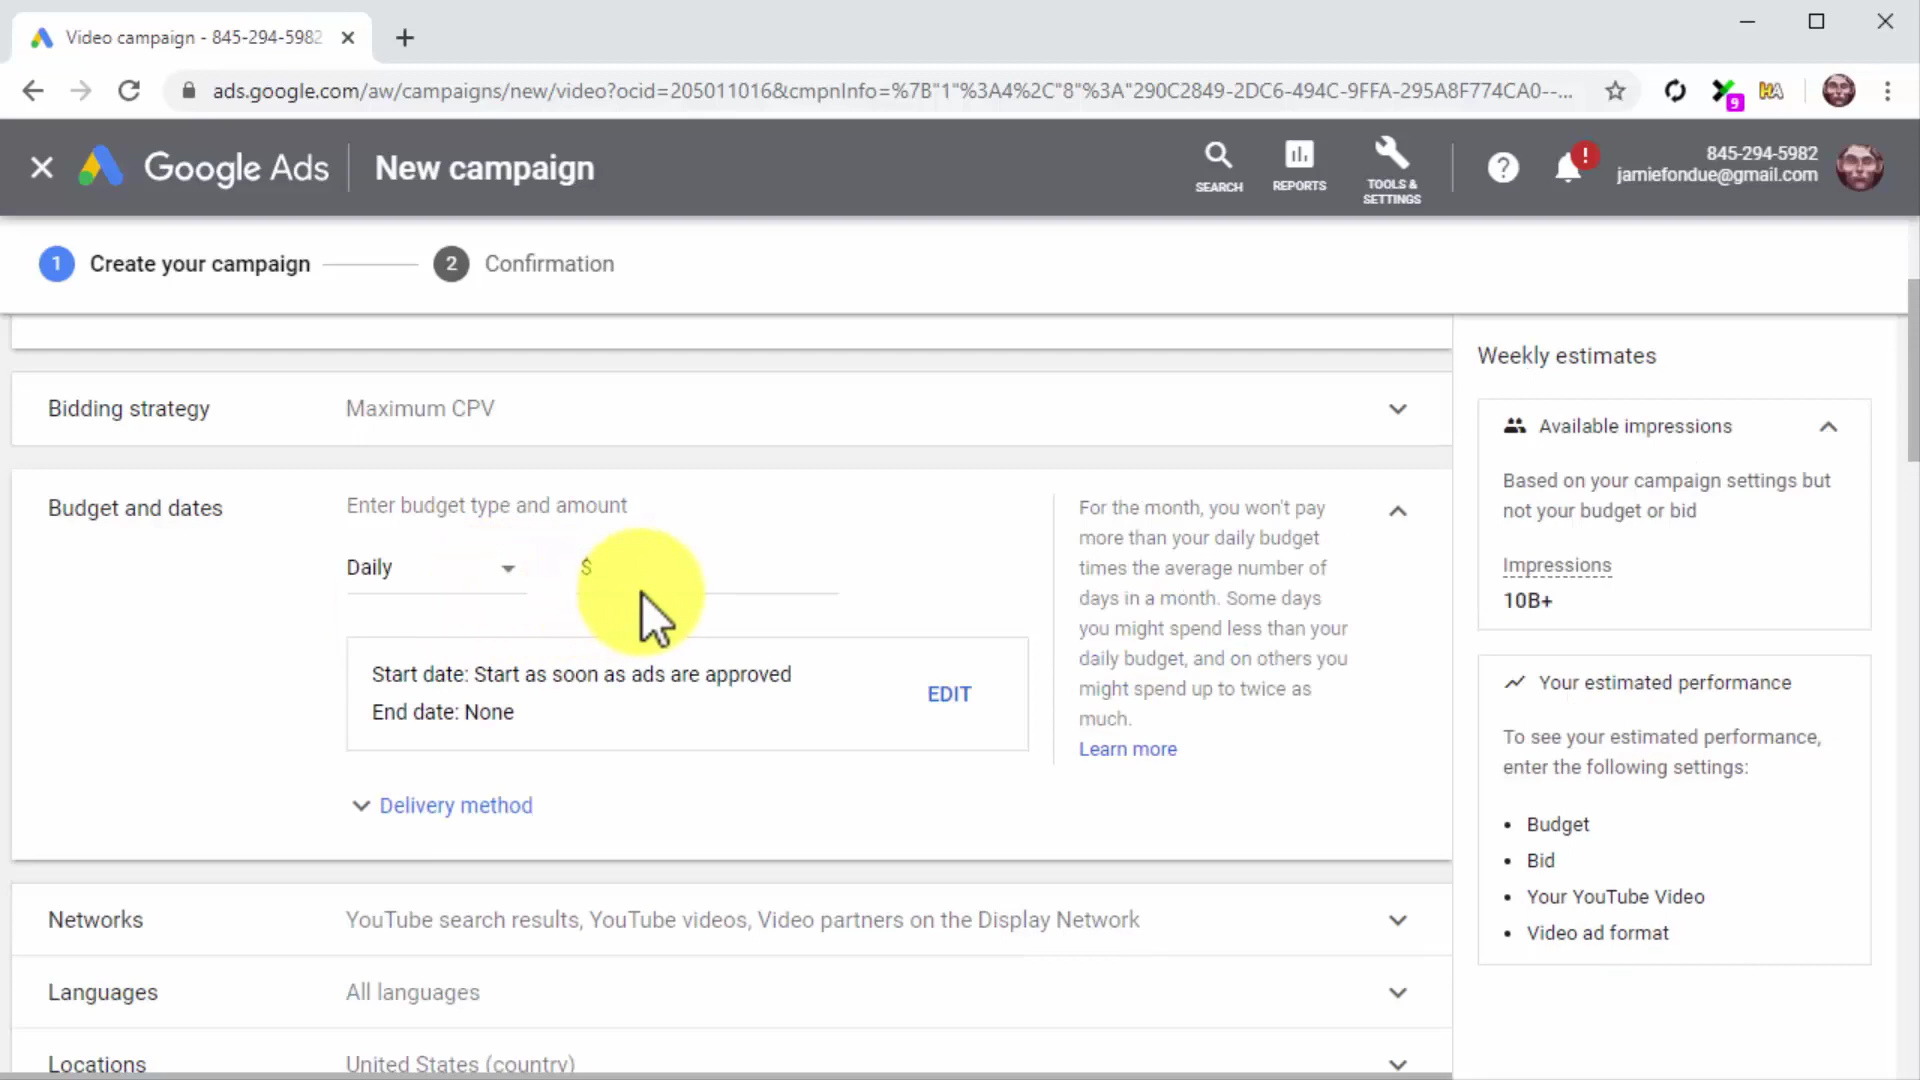 Video campaign - 845-294-5982
ads.google.com/aw/campaigns/new/video?ocid=205011016&cmpnInfo=%7B"1"%3A4%2C"8"%3A"290C2849-2DC6-494C-9FFA-295A8F774CA0--...
9
HA
Google Ads
New campaign
SEARCH
REPORTS
TOOLS &
SETTINGS
?
!
845-294-5982
jamiefondue@gmail.com
1 Create your campaign
2 Confirmation
Bidding strategy
Maximum CPV
Budget and dates
Enter budget type and amount
Daily
$
Start date: Start as soon as ads are approved
End date: None
EDIT
Delivery method
For the month, you won't pay
more than your daily budget
times the average number of
days in a month. Some days
you might spend less than your
daily budget, and on others you
might spend up to twice as
much.
Learn more
Networks
YouTube search results, YouTube videos, Video partners on the Display Network
Languages
All languages
Locations
United States (country)
Weekly estimates
Available impressions
Based on your campaign settings but
not your budget or bid
Impressions
10B+
Your estimated performance
To see your estimated performance,
enter the following settings:
• Budget
• Bid
• Your YouTube Video
• Video ad format